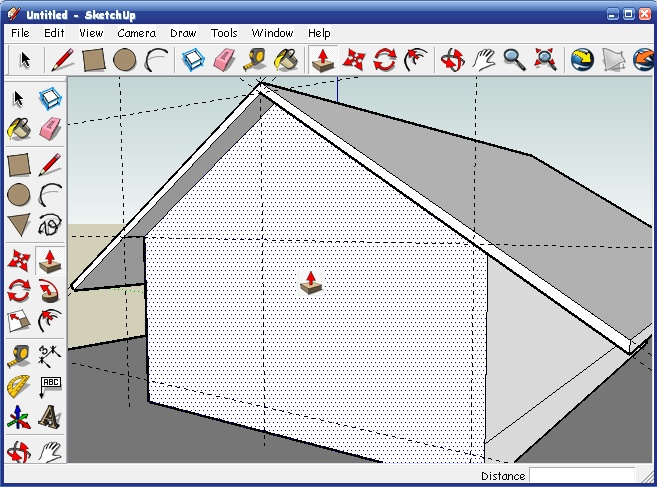 Untitled - SketchUp
File Edit View Camera Draw Tools Window Help
ABC
A
Distance